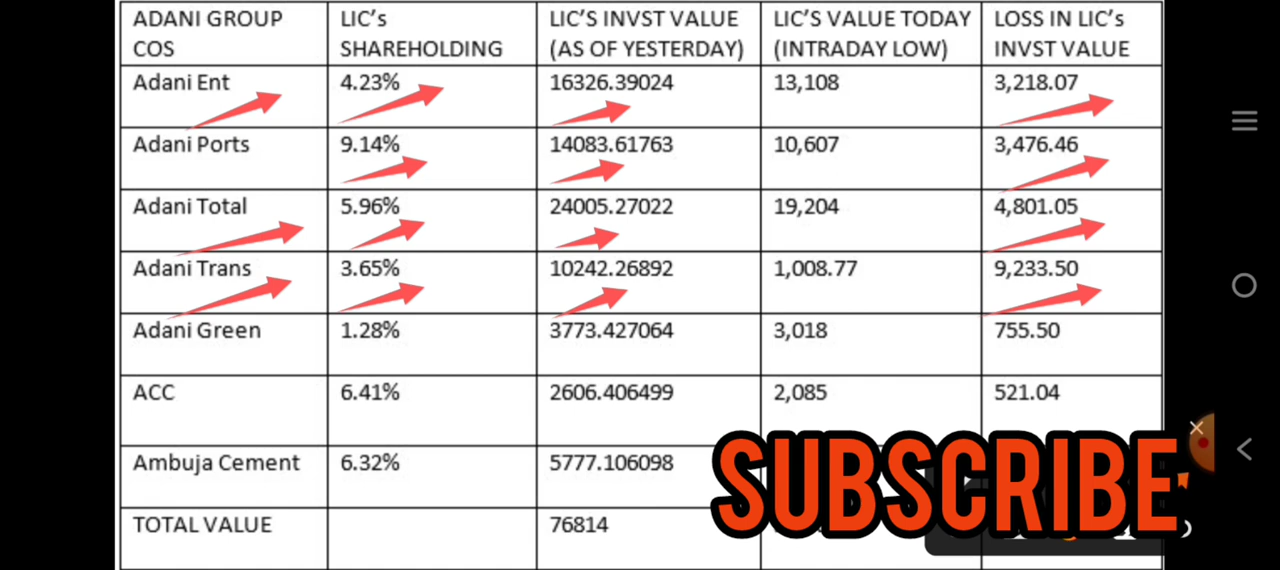 ADANI GROUP COS LIC's SHAREHOLDING LIC'S INVST VALUE (AS OF YESTERDAY) LIC'S VALUE TODAY (INTRADAY LOW) LOSS IN LIC's INVST VALUE
Adani Ent 4.23% 16326.39024 13,108 3,218.07
Adani Ports 9.14% 14083.61763 10,607 3,476.46
Adani Total 5.96% 24005.27022 19,204 4,801.05
Adani Trans 3.65% 10242.26892 1,008.77 9,233.50
Adani Green 1.28% 3773.427064 3,018 755.50
ACC 6.41% 2606.406499 2,085 521.04
Ambuja Cement 6.32% 5777.106098
TOTAL VALUE 76814
SUBSCRIBE